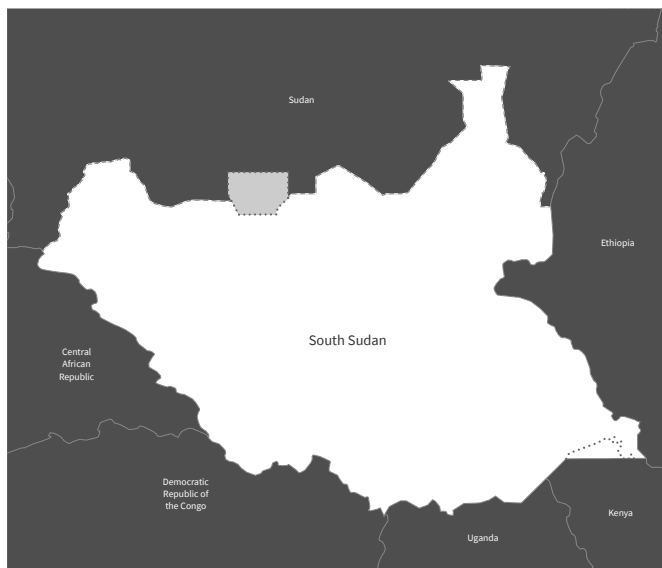 Sudan
Ethiopia
South Sudan
Central
African
Republic
Democratic
Republic of
the Congo
Kenya
Uganda